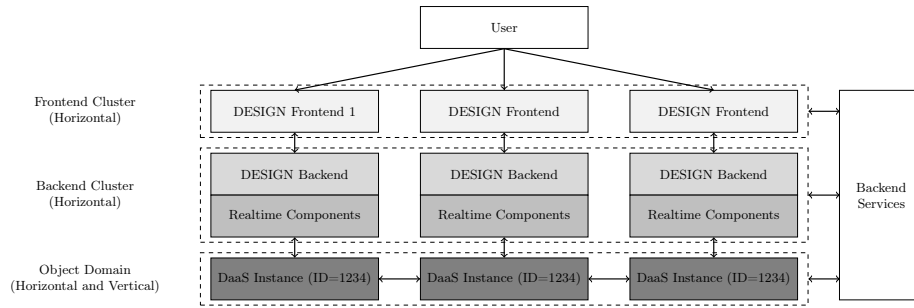 User
Frontend Cluster
(Horizontal)
DESIGN Frontend 1
DESIGN Frontend
DESIGN Frontend
Backend Cluster
(Horizontal)
DESIGN Backend
DESIGN Backend
DESIGN Backend
Realtime Components
Realtime Components
Realtime Components
Backend
Services
Object Domain
(Horizontal and Vertical)
DaaS Instance (ID=1234)
DaaS Instance (ID=1234)
DaaS Instance (ID=1234)